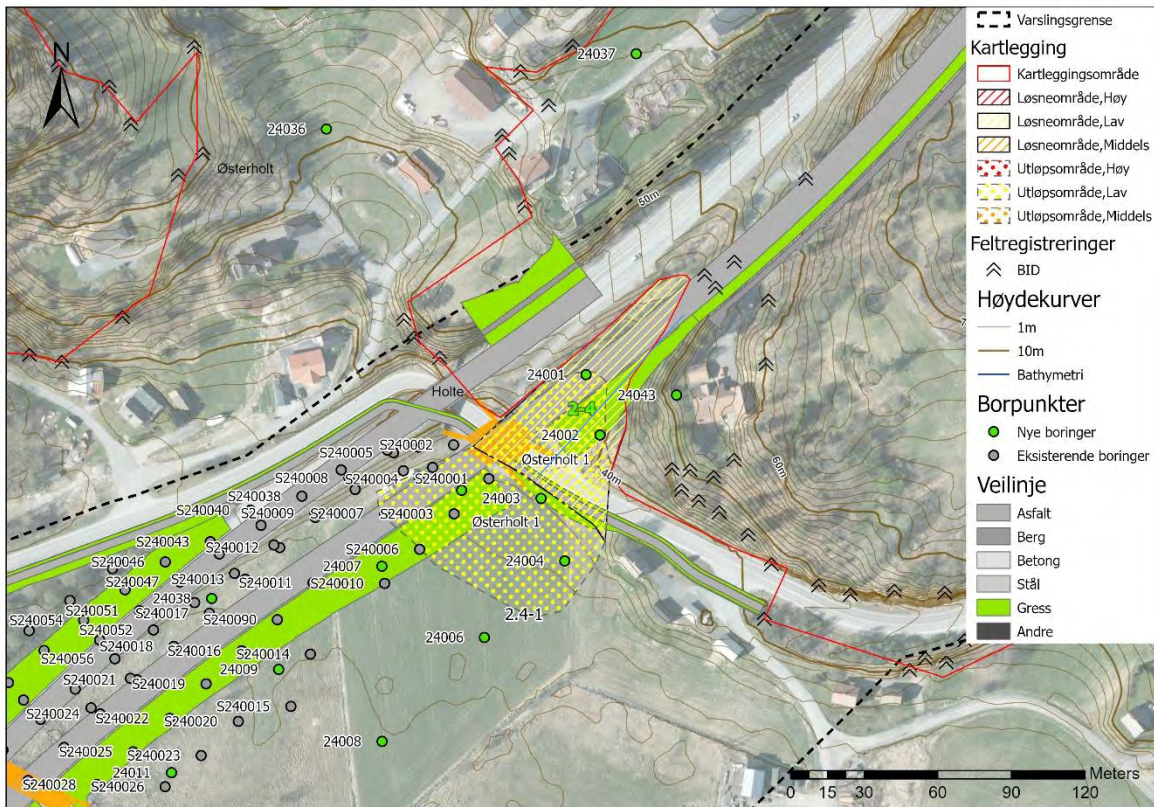 N
24037
24036
Østerholt
50m
24001
24043
2-4
Holte
24002
Østerholt 1
40m
60m
S240002
S240005
S240004
S240001
S240008
24003
S240038
S240009
S240007
S240003
Østerholt 1
S240040
S240043
S240012
S240006
24004
S240046
24007
S240047
S240013
S240011
S240010
24038
S240051
S240017
2.4-1
S240054
S240052
S240090
S240018
24006
S240056
S240016
S240014
24009
S240021
S240019
S240015
S240024
S240022
S240020
24008
S240025
S240023
24011
S240028
S240026
Varslingsgrense
Kartlegging
Kartleggingsområde
Løsneområde,Høy
Løsneområde,Lav
Løsneområde,Middels
Utløpsområde,Høy
Utløpsområde,Lav
Utløpsområde,Middels
Feltregistreringer
BID
Høydekurver
1m
10m
Bathymetri
Borpunkter
Nye boringer
Eksisterende boringer
Veilinje
Asfalt
Berg
Betong
Stål
Gress
Andre
Meters
0 15 30 60 90 120